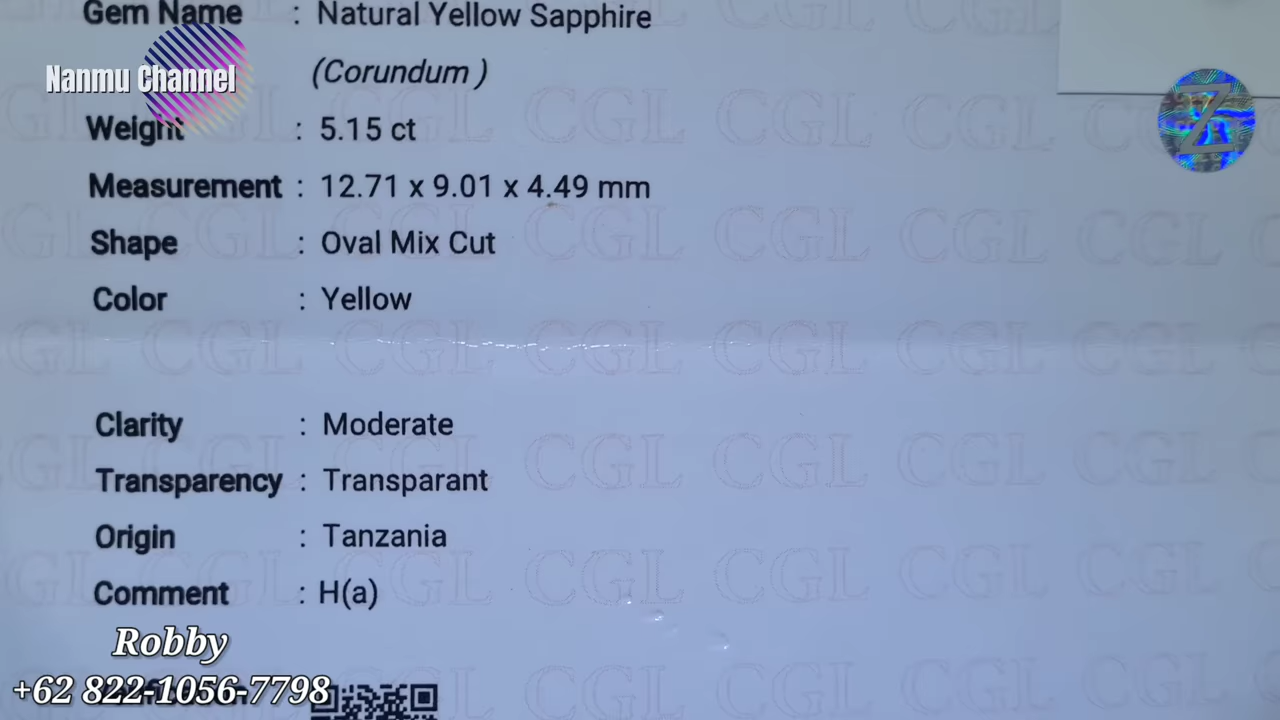 Gem Name : Natural Yellow Sapphire
(Corundum )
Nanmu Channel
Weight : 5.15 ct
Measurement : 12.71 x 9.01 x 4.49 mm
Shape : Oval Mix Cut
Color : Yellow
Clarity : Moderate
Transparency : Transparant
Origin : Tanzania
Comment : H(a)
Robby
+62 822-1056-7798
CGL
Z